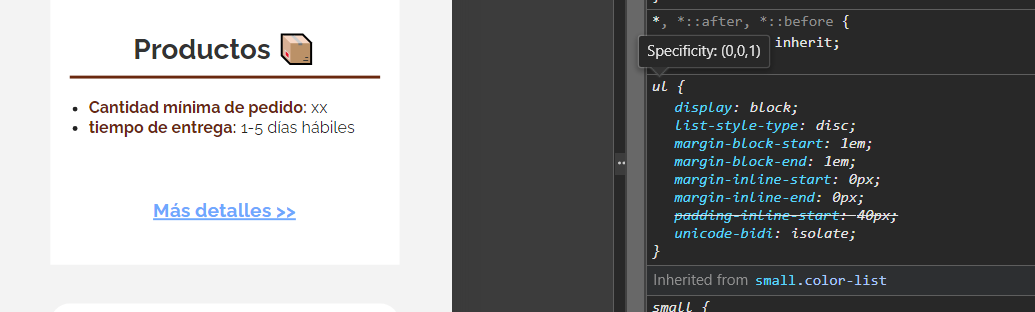 Productos
Cantidad mínima de pedido: xx
tiempo de entrega: 1-5 días hábiles
Más detalles >>
*, *::after, *::before {
inherit;
Specificity: (0,0,1)
ul {
display: block;
list-style-type: disc;
margin-block-start: 1em;
margin-block-end: 1em;
margin-inline-start: 0px;
margin-inline-end: 0px;
padding-inline-start: 40px;
unicode-bidi: isolate;
}
Inherited from small.color-list
small {